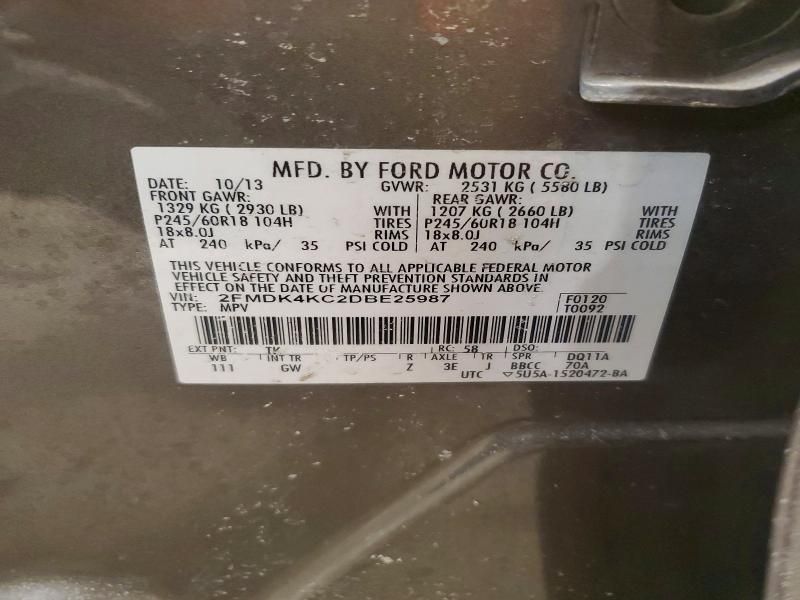 MFD. BY FORD MOTOR CO.
DATE: 10/13 GVWR: 2531 KG ( 5580 LB)
FRONT GAWR: REAR GAWR:
1329 KG ( 2930 LB) WITH 1207 KG ( 2660 LB) WITH
P245/60R18 104H TIRES P245/60R18 104H TIRES
18x8.0J RIMS 18x8.0J RIMS
AT 240 kPa/ 35 PSI COLD AT 240 kPa/ 35 PSI COLD
THIS VEHICLE CONFORMS TO ALL APPLICABLE FEDERAL MOTOR
VEHICLE SAFETY AND THEFT PREVENTION STANDARDS IN
EFFECT ON THE DATE OF MANUFACTURE SHOWN ABOVE.
VIN: 2FMDK4KC2DBE25987 F0120
TYPE: MPV T0092
EXT PNT: TK RC: 58 DSO:
WB INT TR TP/PS R AXLE TR SPR DQ11A
111 GW Z 3E J BBCC 70A
UTC ▽5U5A-1520472-BA